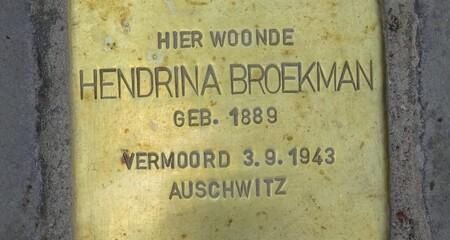 HIER WOONDE
HENDRINA BROEKMAN
GEB. 1889
VERMOORD 3.9.1943
AUSCHWITZ